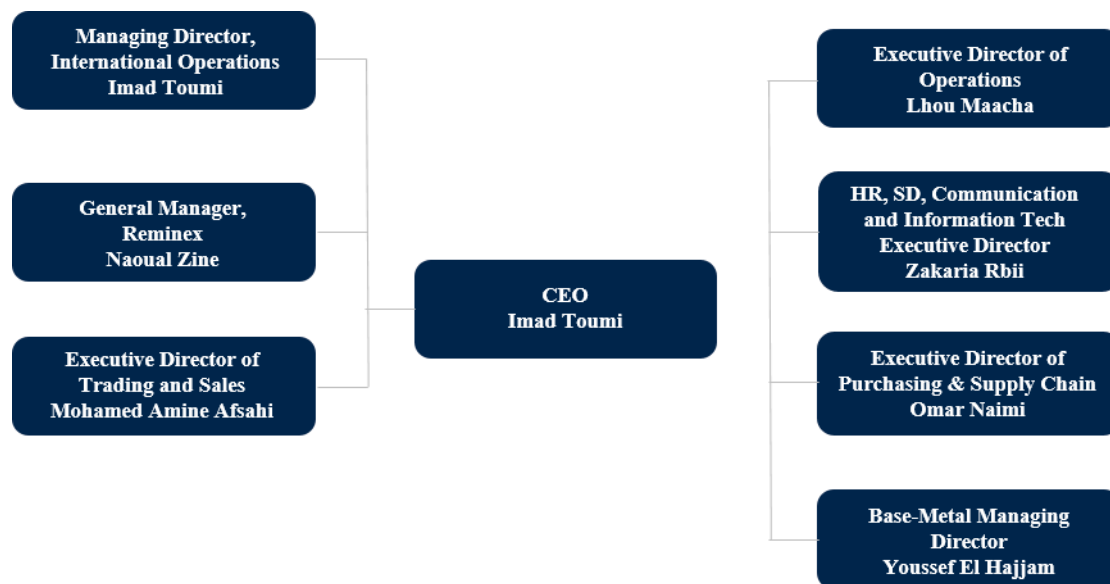 Managing Director,
International Operations
Imad Toumi
General Manager,
Reminex
Naoual Zine
Executive Director of
Trading and Sales
Mohamed Amine Afsahi
CEO
Imad Toumi
Executive Director of
Operations
Lhou Maacha
HR, SD, Communication
and Information Tech
Executive Director
Zakaria Rbii
Executive Director of
Purchasing & Supply Chain
Omar Naimi
Base-Metal Managing
Director
Youssef El Hajjam